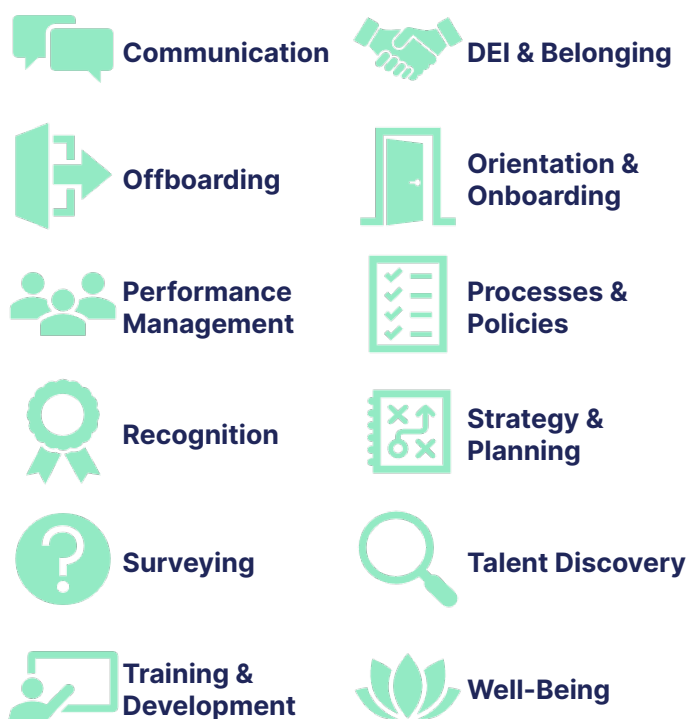 Communication
DEI & Belonging
Offboarding
Orientation &
Onboarding
Performance
Management
Processes &
Policies
Recognition
Strategy &
Planning
Surveying
Talent Discovery
Training &
Development
Well-Being